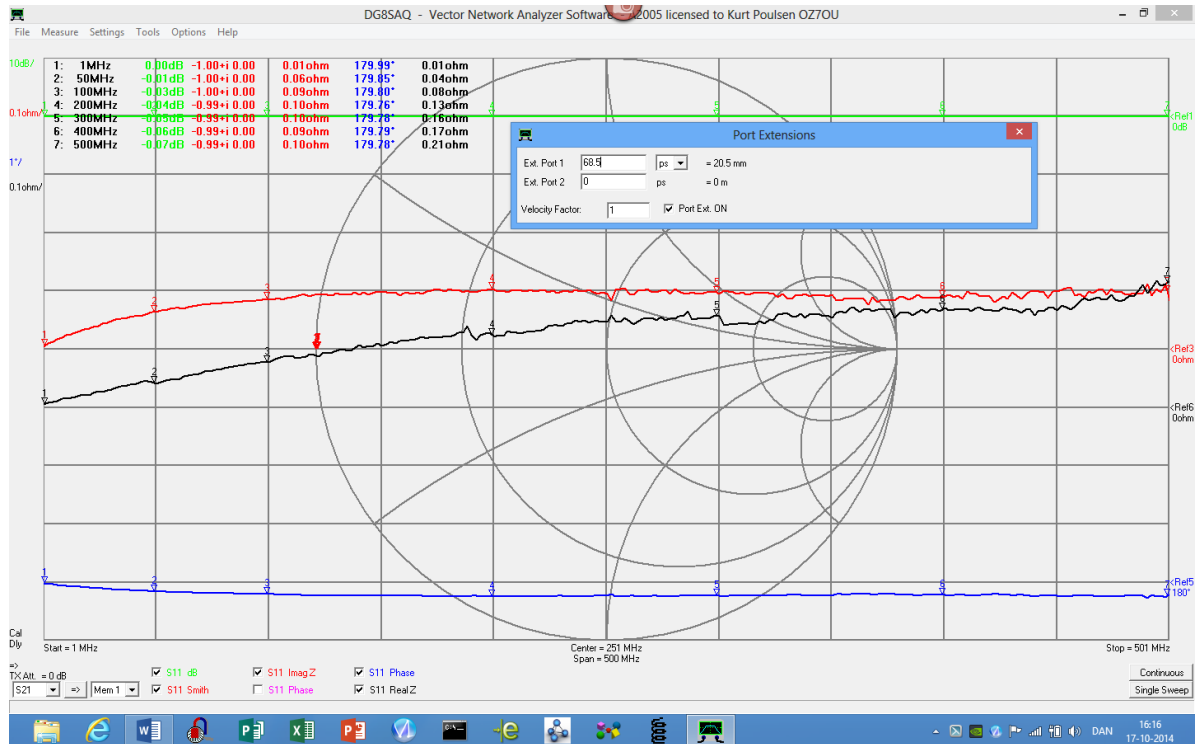 DG8SAQ - Vector Network Analyzer Software 2005 licensed to Kurt Poulsen OZ7OU
File Measure Settings Tools Options Help
10dB/
0.1ohm/
1°/
0.1ohm/
1: 1MHz 0.00dB -1.00+i 0.00 0.01ohm 179.99° 0.01ohm
2: 50MHz -0.01dB -1.00+i 0.00 0.06ohm 179.85° 0.04ohm
3: 100MHz -0.03dB -1.00+i 0.00 0.09ohm 179.80° 0.08ohm
4: 200MHz -0.04dB -0.99+i 0.00 0.10ohm 179.76° 0.13ohm
5: 300MHz -0.05dB -0.99+i 0.00 0.10ohm 179.78° 0.16ohm
6: 400MHz -0.06dB -0.99+i 0.00 0.09ohm 179.79° 0.17ohm
7: 500MHz -0.07dB -0.99+i 0.00 0.10ohm 179.78° 0.21ohm
<Ref1
0dB
Port Extensions
Ext. Port 1 68.5 ps = 20.5 mm
Ext. Port 2 0 ps = 0 m
Velocity Factor: 1 Port Ext. ON
<Ref3
0ohm
<Ref6
0ohm
<Ref5
180°
Cal
Dly
Start = 1 MHz
Center = 251 MHz
Span = 500 MHz
Stop = 501 MHz
=>
TX Att. = 0 dB
S21 => Mem 1
S11 dB S11 Imag Z S11 Phase
S11 Smith S11 Phase S11 Real Z
Continuous
Single Sweep
DAN
16:16
17-10-2014